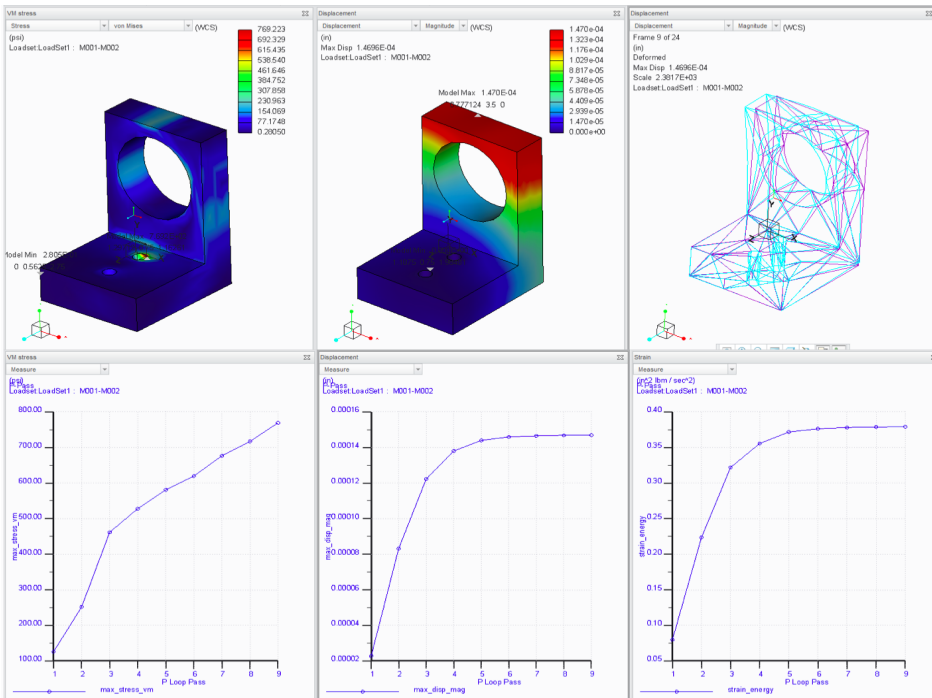 VM stress
Stress
von Mises
(WCS)
(psi)
Loadset:LoadSet1 : M001-M002
769.223
692.329
615.435
538.540
461.646
384.752
307.858
230.963
154.069
77.1748
0.28050
Displacement
Displacement
Magnitude
(WCS)
(in)
Max Disp 1.4696E-04
Loadset:LoadSet1 : M001-M002
1.470E-04
1.323E-04
1.176E-04
1.029E-04
8.817E-05
7.348E-05
5.878E-05
4.409E-05
2.939E-05
1.470E-05
0.000E+00
Model Max 1.470E-04
3.5 0
Displacement
Displacement
Magnitude
(WCS)
Frame 9 of 24
(in)
Deformed
Max Disp 1.4696E-04
Scale 2.3817E+03
Loadset:LoadSet1 : M001-M002
VM stress
Measure
(psi)
P Pass
Loadset:LoadSet1 : M001-M002
800.00
700.00
600.00
500.00
400.00
300.00
200.00
100.00
max_stress_vm
1 2 3 4 5 6 7 8 9
P Loop Pass
max_stress_vm
Displacement
Measure
(in)
P Pass
Loadset:LoadSet1 : M001-M002
0.00016
0.00014
0.00012
0.00010
0.00008
0.00006
0.00004
0.00002
max_disp_mag
1 2 3 4 5 6 7 8 9
P Loop Pass
max_disp_mag
Strain
Measure
(in^2 lbm / sec^2)
P Pass
Loadset:LoadSet1 : M001-M002
0.40
0.35
0.30
0.25
0.20
0.15
0.10
0.05
strain_energy
1 2 3 4 5 6 7 8 9
P Loop Pass
strain_energy